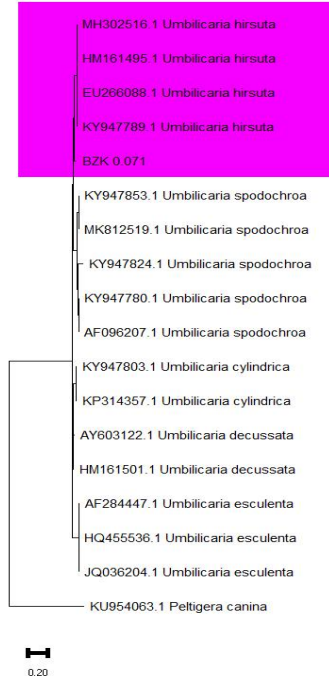 MH302516.1 Umbilicaria hirsuta
HM161495.1 Umbilicaria hirsuta
EU266088.1 Umbilicaria hirsuta
KY947789.1 Umbilicaria hirsuta
BZK 0.071
KY947853.1 Umbilicaria spodochroa
MK812519.1 Umbilicaria spodochroa
KY947824.1 Umbilicaria spodochroa
KY947780.1 Umbilicaria spodochroa
AF096207.1 Umbilicaria spodochroa
KY947803.1 Umbilicaria cylindrica
KP314357.1 Umbilicaria cylindrica
AY603122.1 Umbilicaria decussata
HM161501.1 Umbilicaria decussata
AF284447.1 Umbilicaria esculenta
HQ455536.1 Umbilicaria esculenta
JQ036204.1 Umbilicaria esculenta
KU954063.1 Peltigera canina
0.20